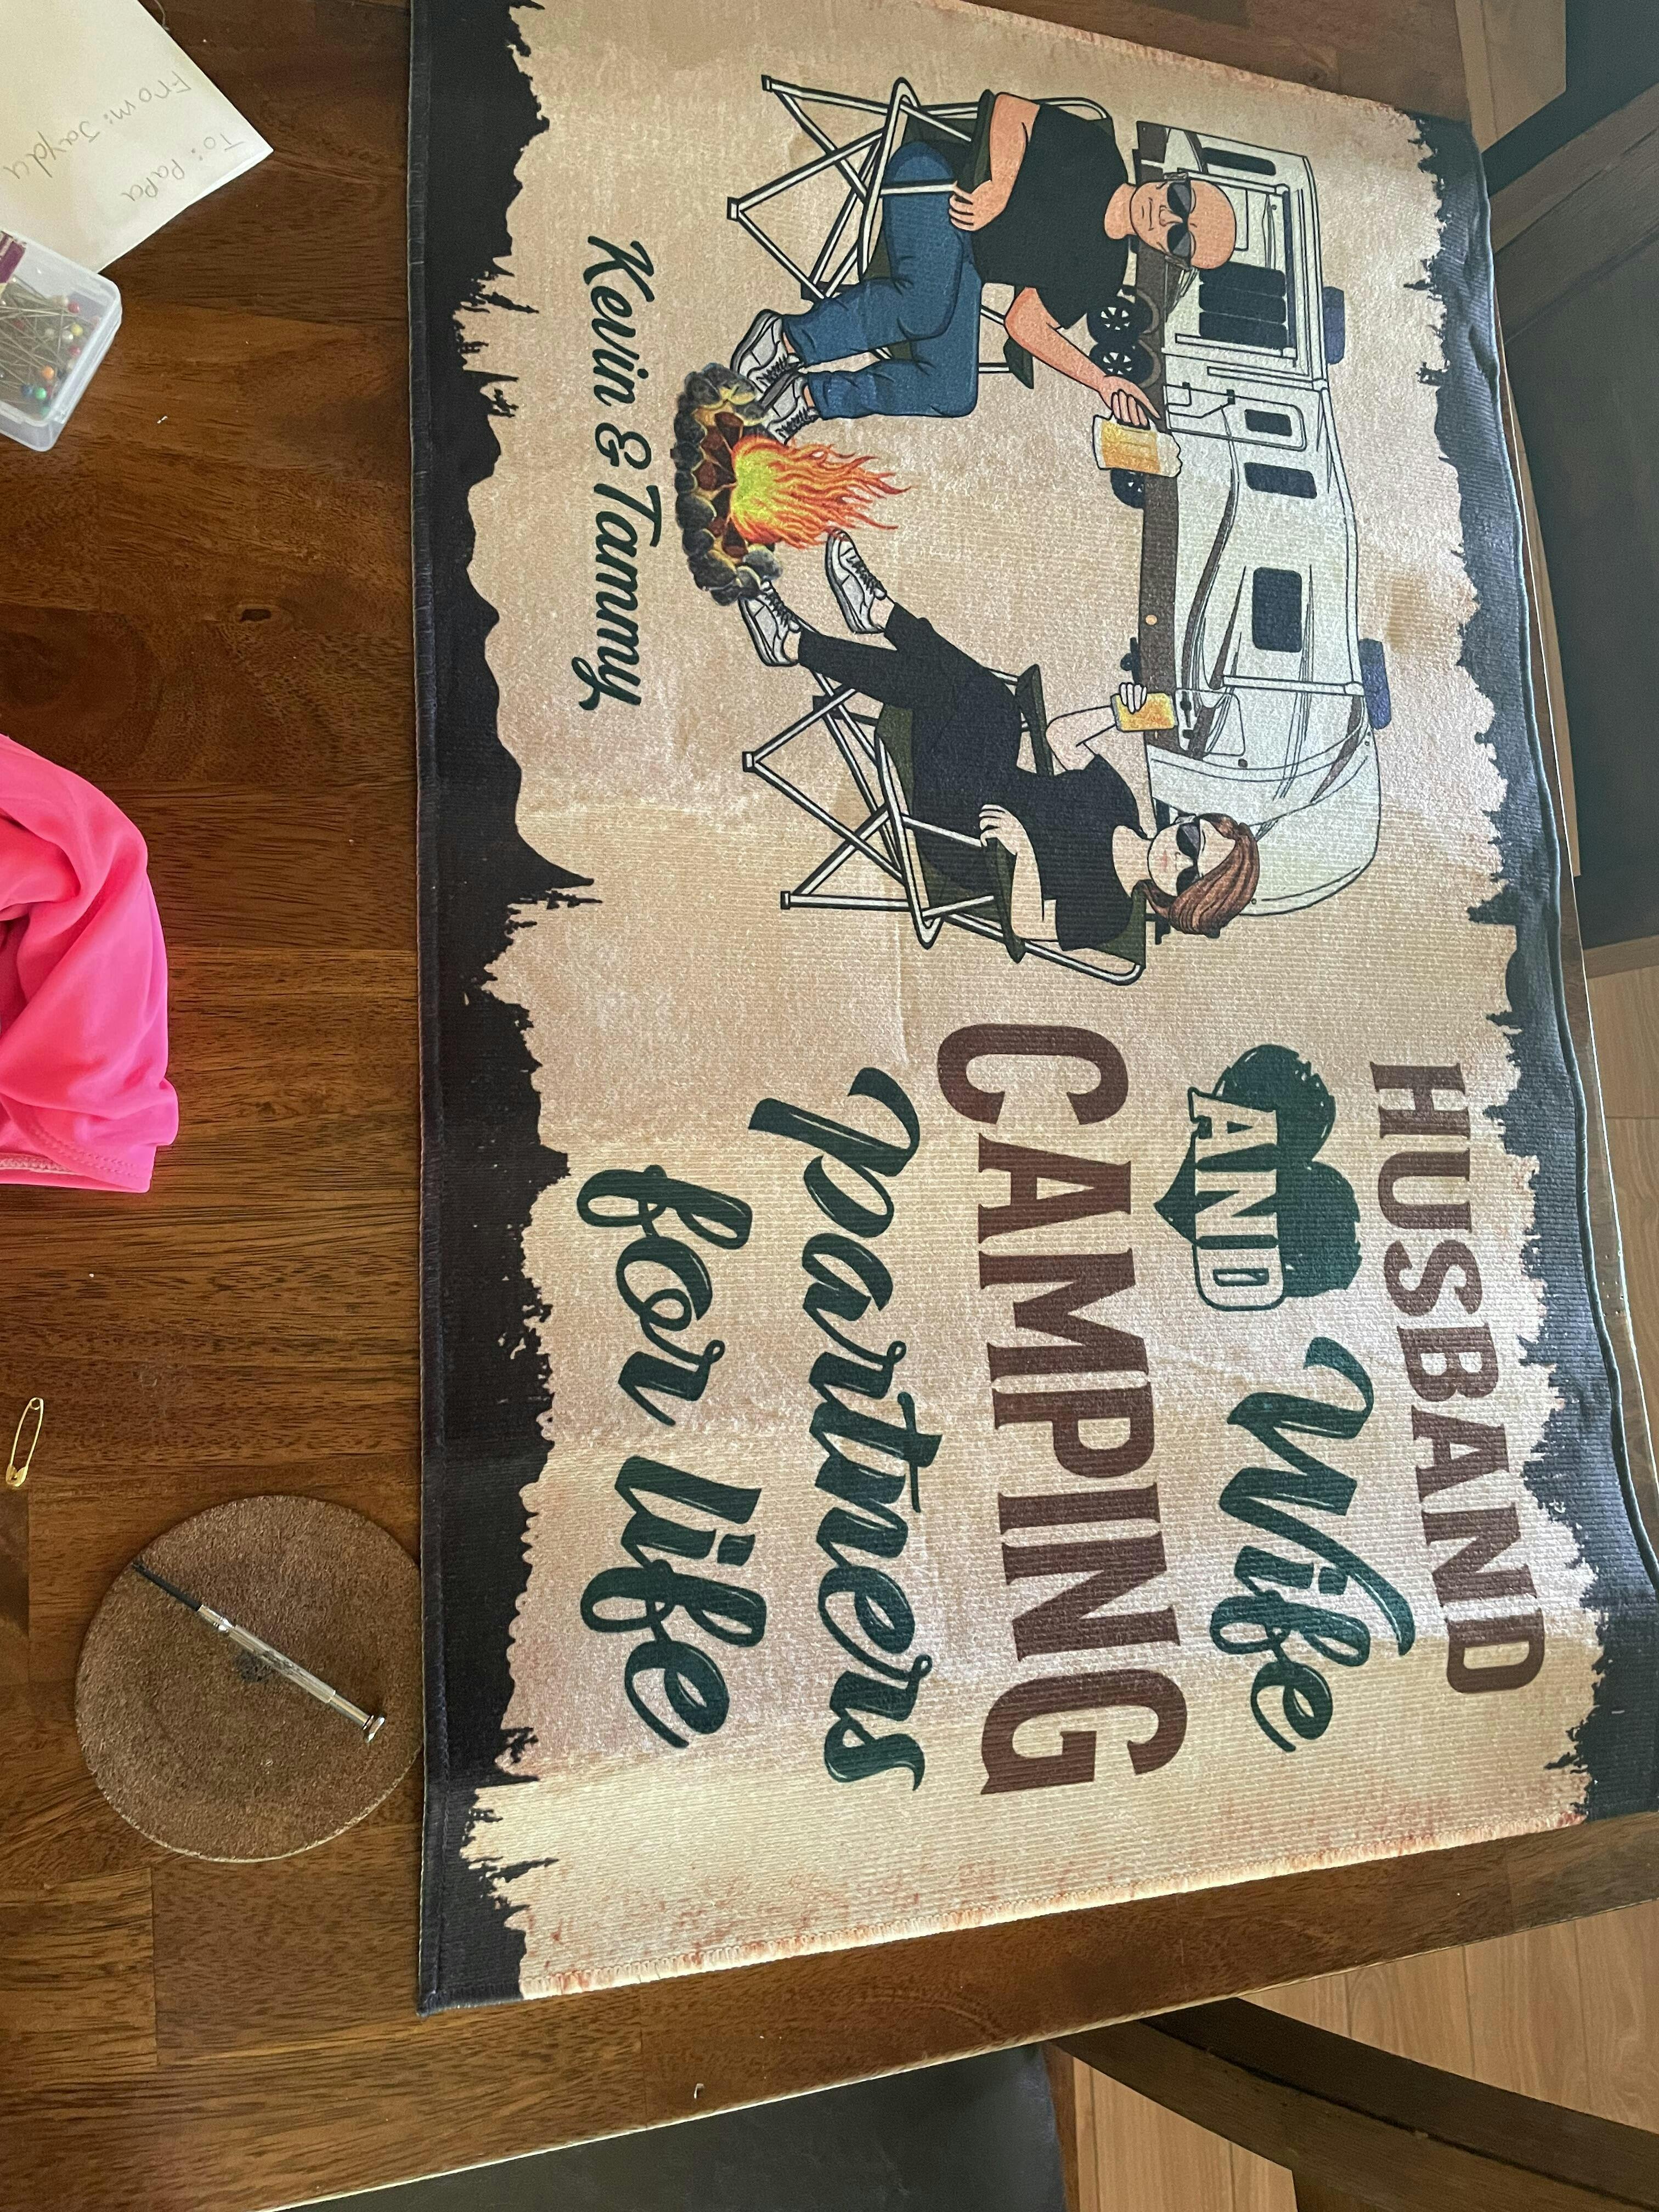 HUSBAND
AND Wife
CAMPING
partners
for life
Kevin & Tammy
To: Papa
From: Jayda